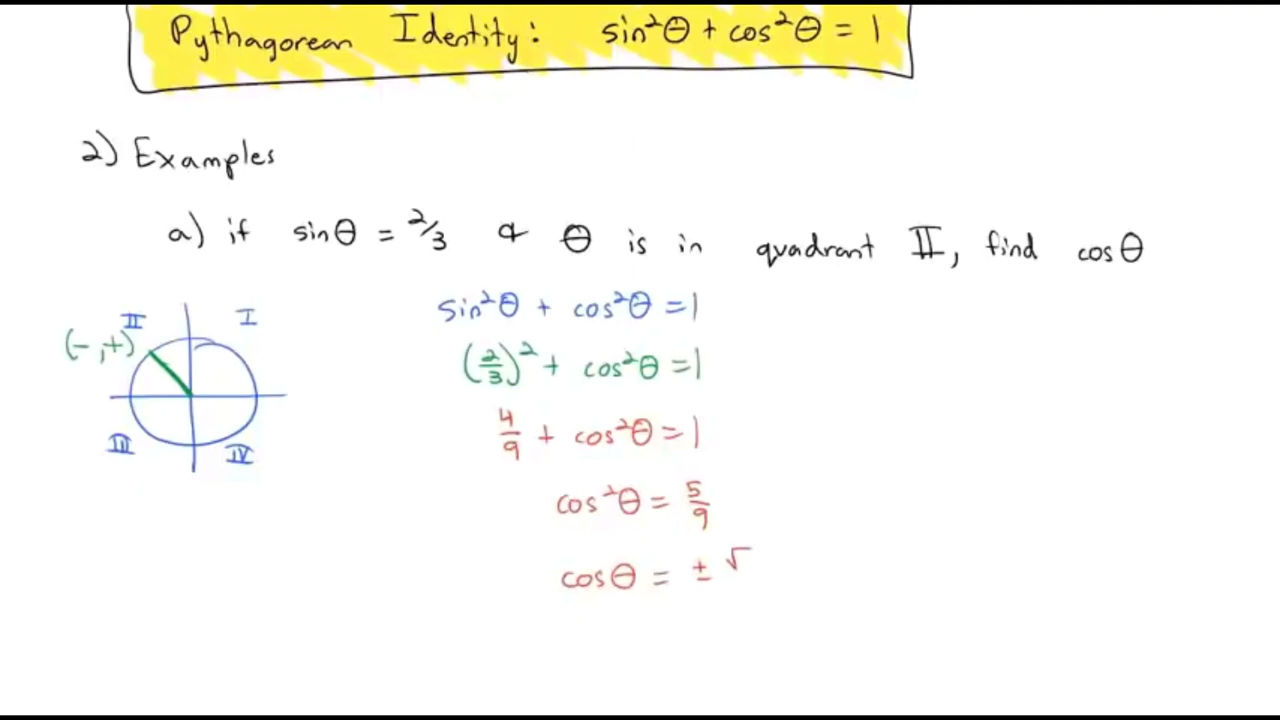 Pythagorean Identity: sin²θ + cos²θ = 1
2) Examples
a) if sinθ = 2/3 & θ is in quadrant II, find cosθ
II I
(-,+)
III IV
sin²θ + cos²θ = 1
(2/3)² + cos²θ = 1
4/9 + cos²θ = 1
cos²θ = 5/9
cosθ = ± √